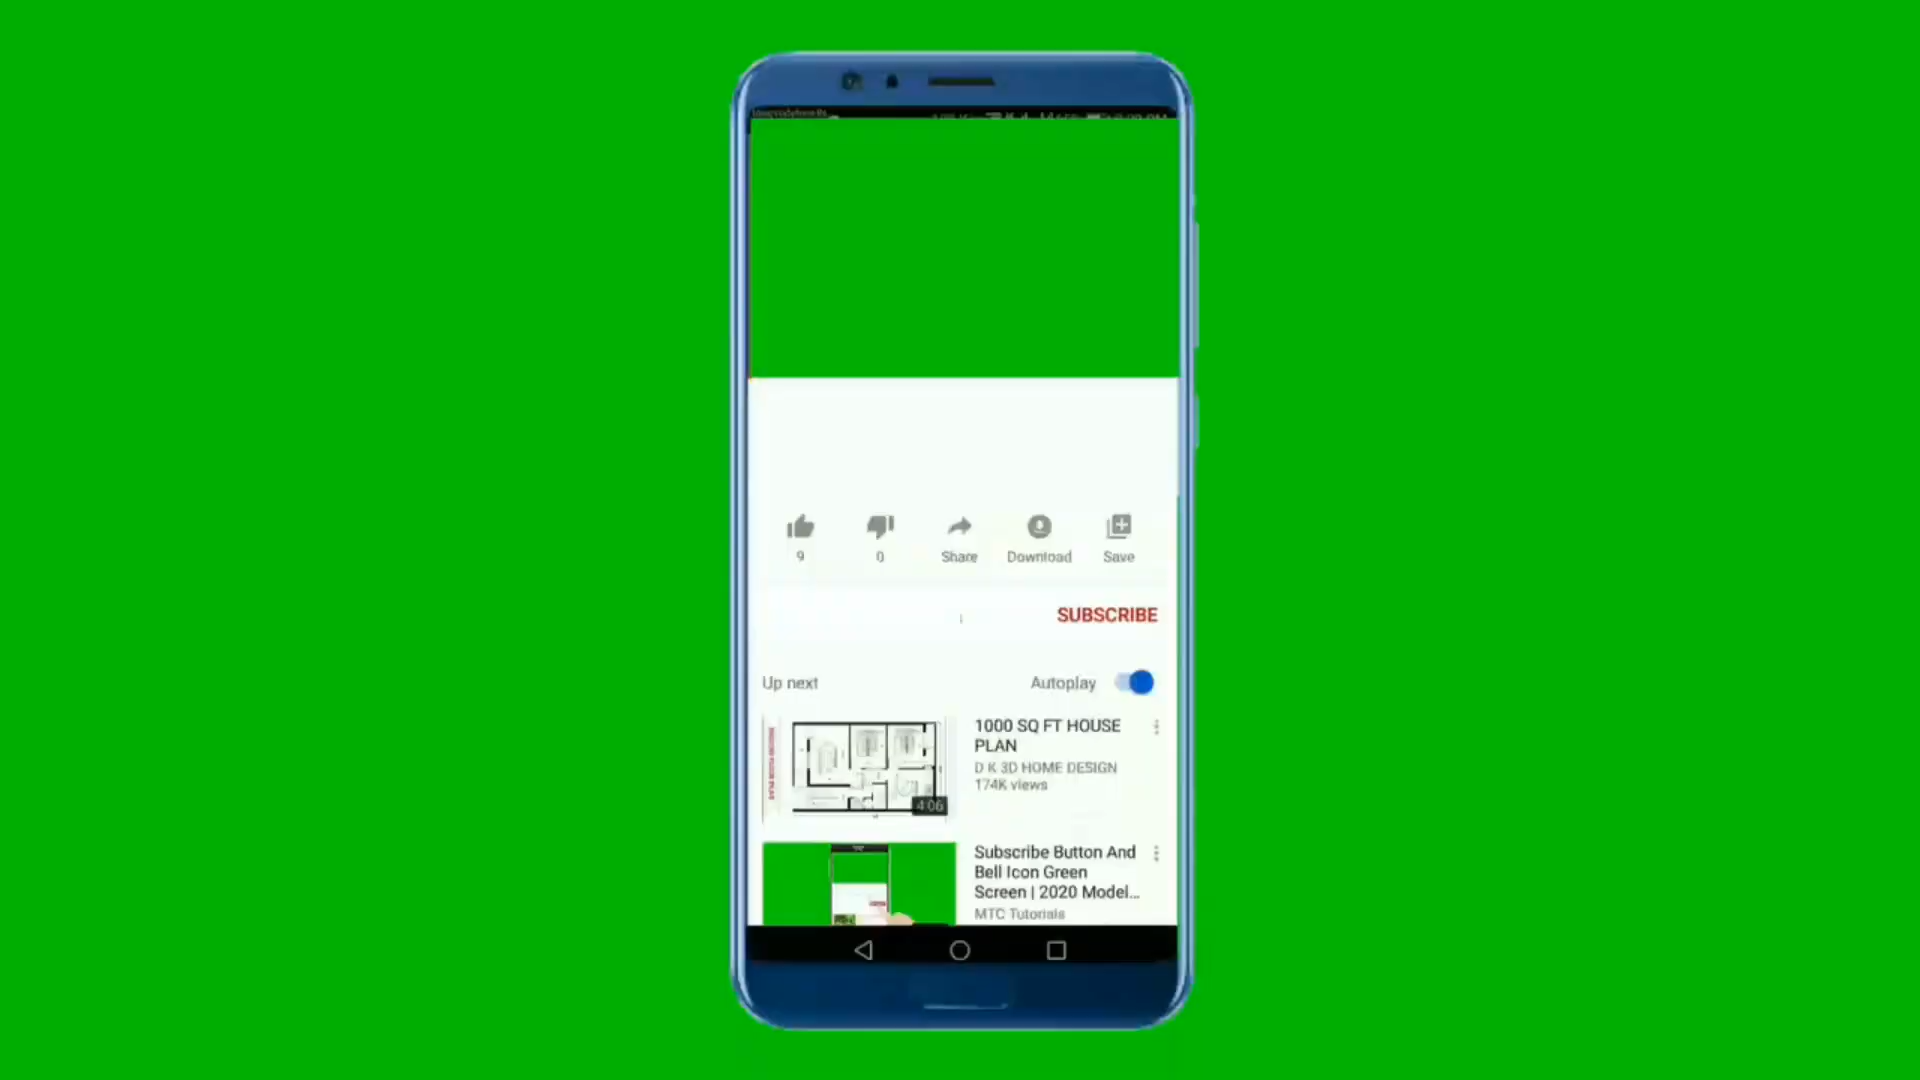 9
0
Share
Download
Save
SUBSCRIBE
Up next
Autoplay
1000 SQ FT HOUSE
PLAN
D K 3D HOME DESIGN
174K views
4:06
Subscribe Button And
Bell Icon Green
Screen | 2020 Model...
MTC Tutorials